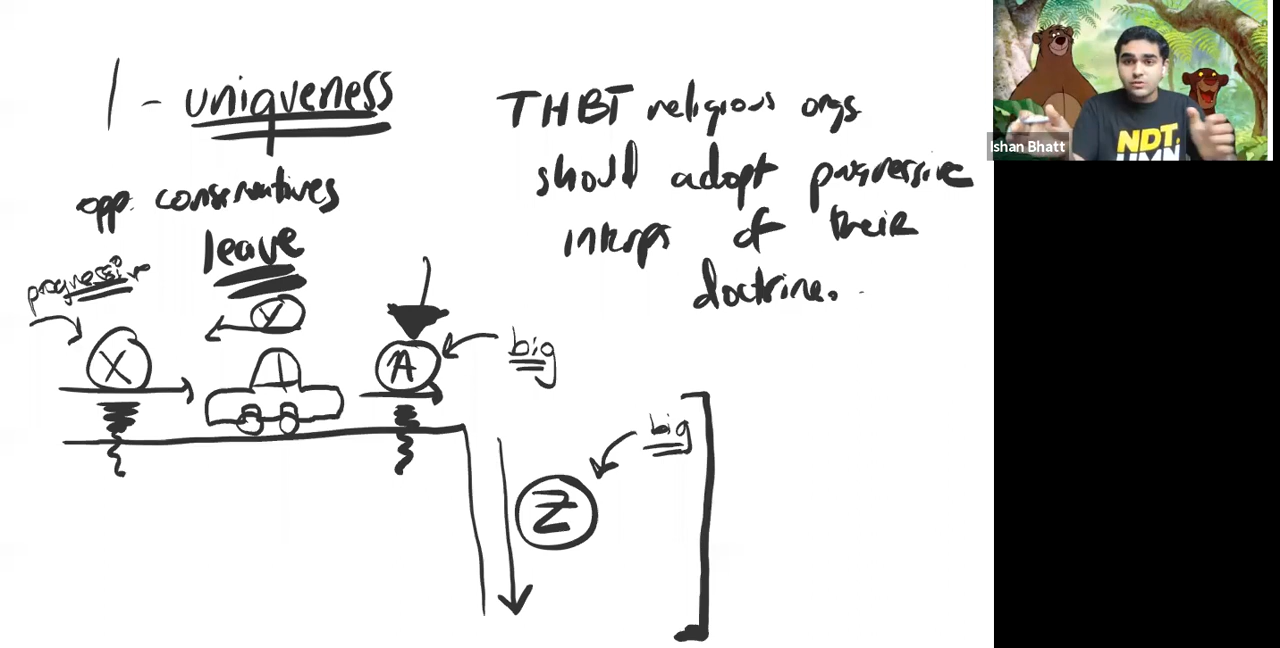 1 - uniqueness
opp: conservatives
leave
progressive
Y
X
A
big
big
Z
THBT religious orgs
should adopt progressive
interps of their
doctrine.
Ishan Bhatt
NDT.
UMN